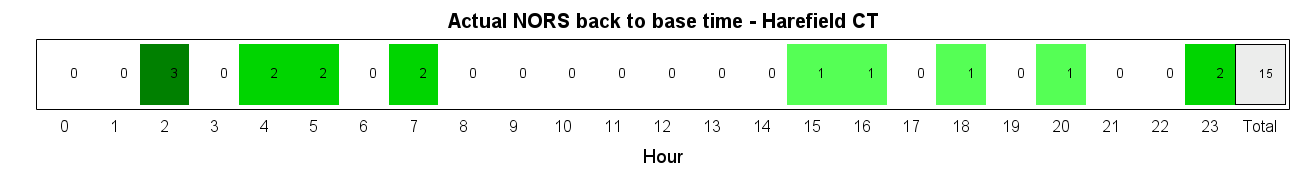 Actual NORS back to base time - Harefield CT
0 0 3 0 2 2 0 2 0 0 0 0 0 0 0 1 1 0 1 0 1 0 0 2 15
0 1 2 3 4 5 6 7 8 9 10 11 12 13 14 15 16 17 18 19 20 21 22 23 Total
Hour